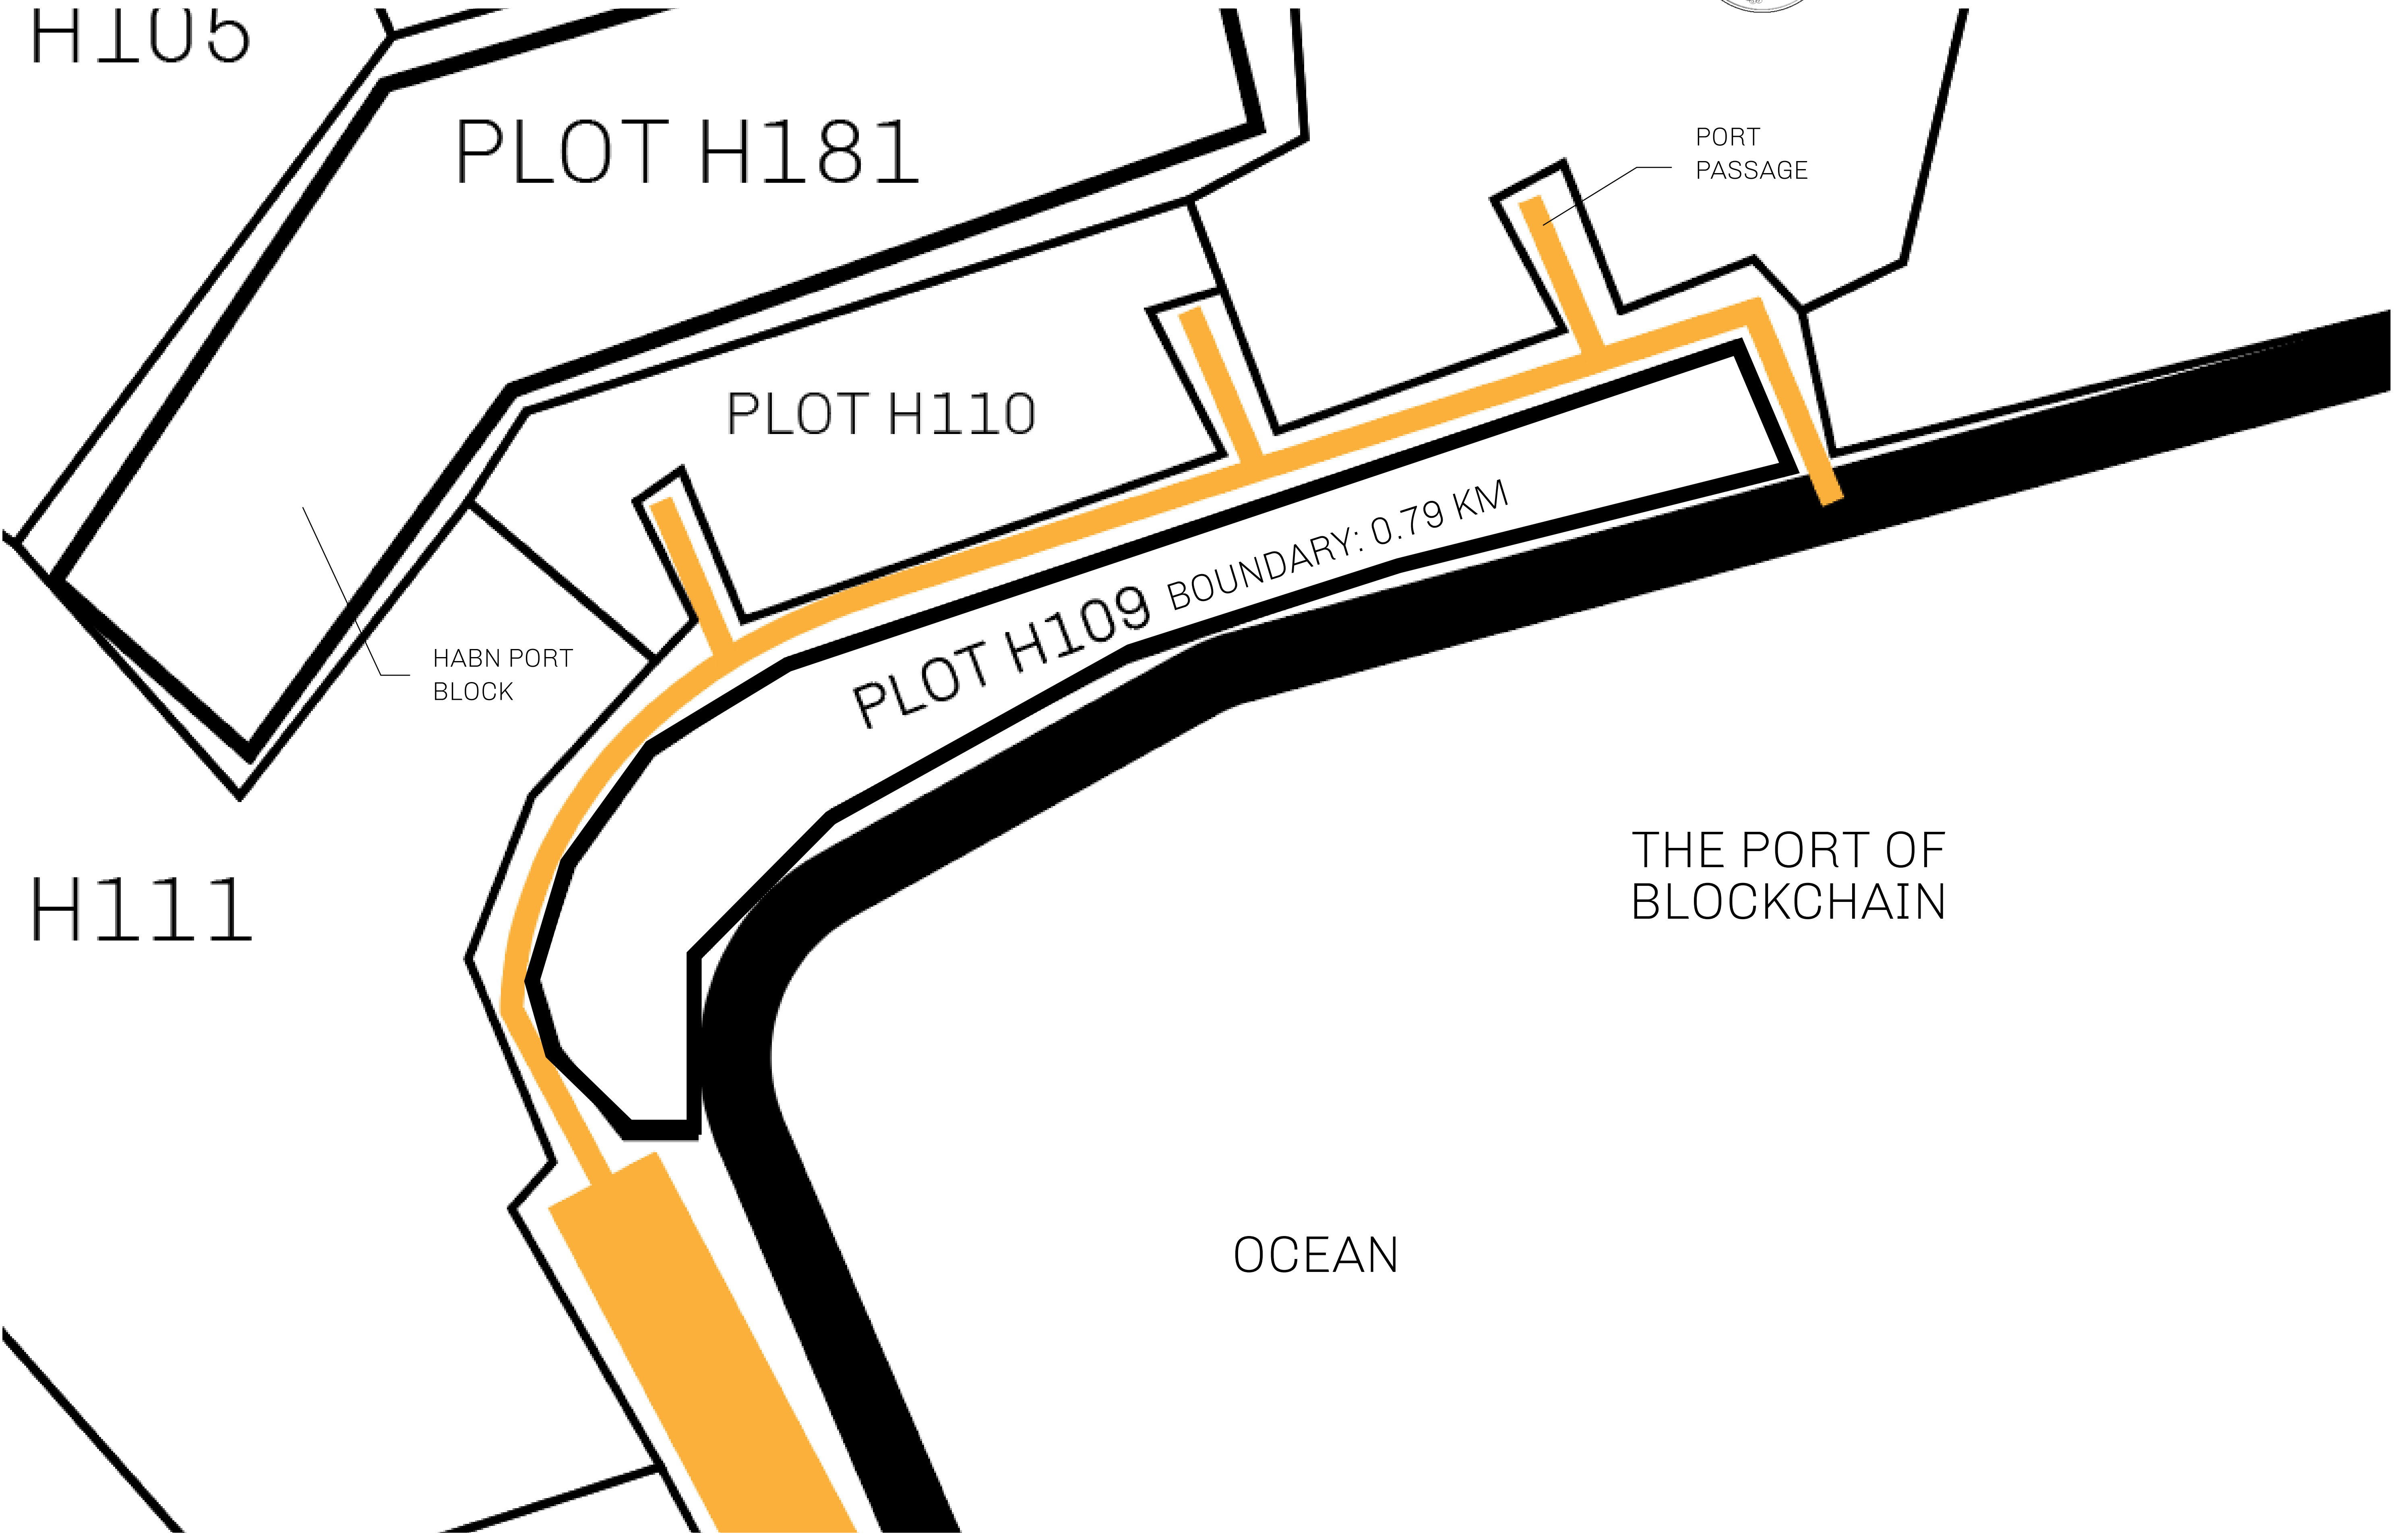 H105
PLOT H181
PORT
PASSAGE
PLOT H110
PLOT H109 BOUNDARY: 0.79 KM
HABN PORT
BLOCK
THE PORT OF
BLOCKCHAIN
H111
OCEAN